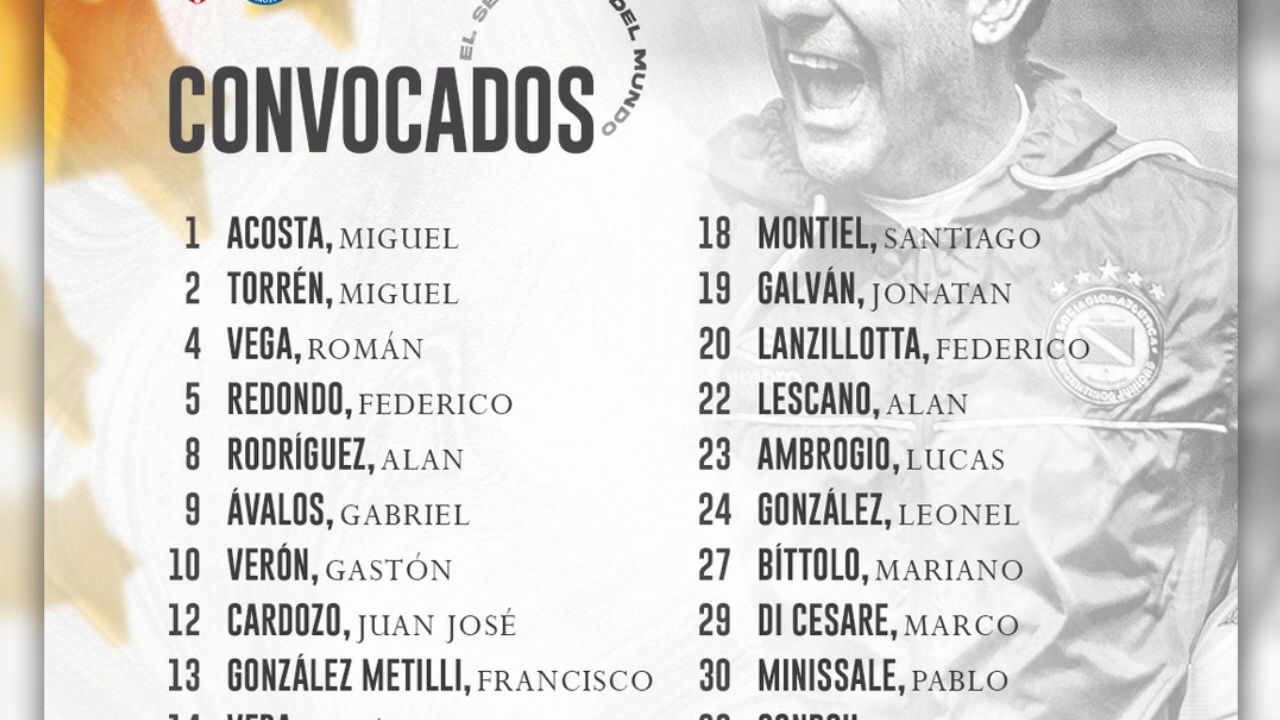 DEL MUNDO
CONVOCADOS
1 ACOSTA, MIGUEL
2 TORRÉN, MIGUEL
4 VEGA, ROMÁN
5 REDONDO, FEDERICO
8 RODRÍGUEZ, ALAN
9 ÁVALOS, GABRIEL
10 VERÓN, GASTÓN
12 CARDOZO, JUAN JOSÉ
13 GONZÁLEZ METILLI, FRANCISCO
18 MONTIEL, SANTIAGO
19 GALVÁN, JONATAN
20 LANZILLOTTA, FEDERICO
22 LESCANO, ALAN
23 AMBROGIO, LUCAS
24 GONZÁLEZ, LEONEL
27 BÍTTOLO, MARIANO
29 DI CESARE, MARCO
30 MINISSALE, PABLO
umbro